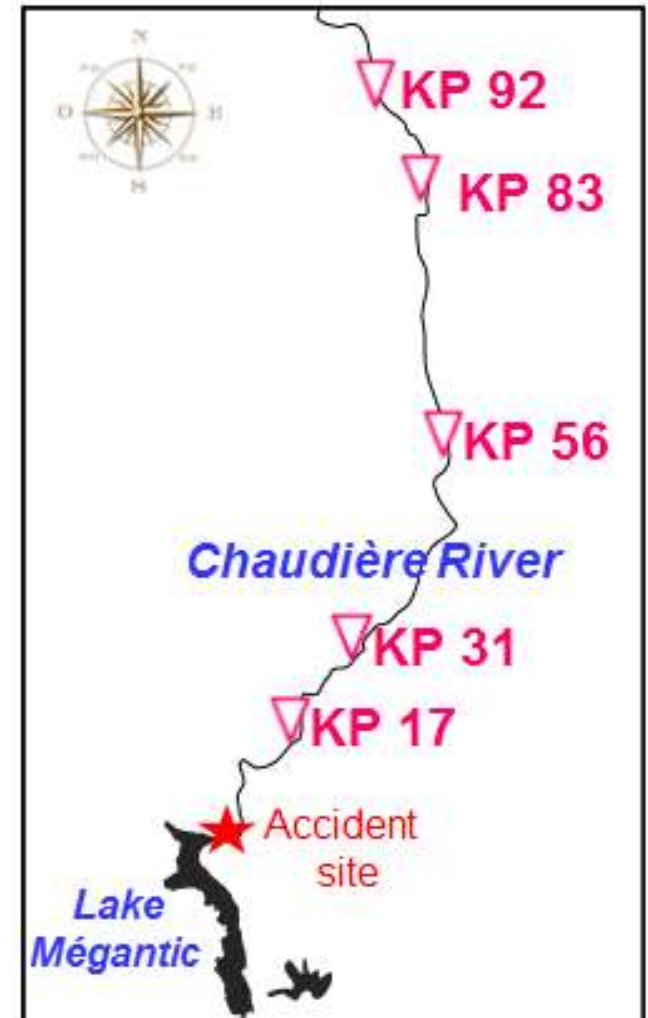 N
O
E
S
KP 92
KP 83
KP 56
Chaudière River
KP 31
KP 17
Accident
site
Lake
Mégantic